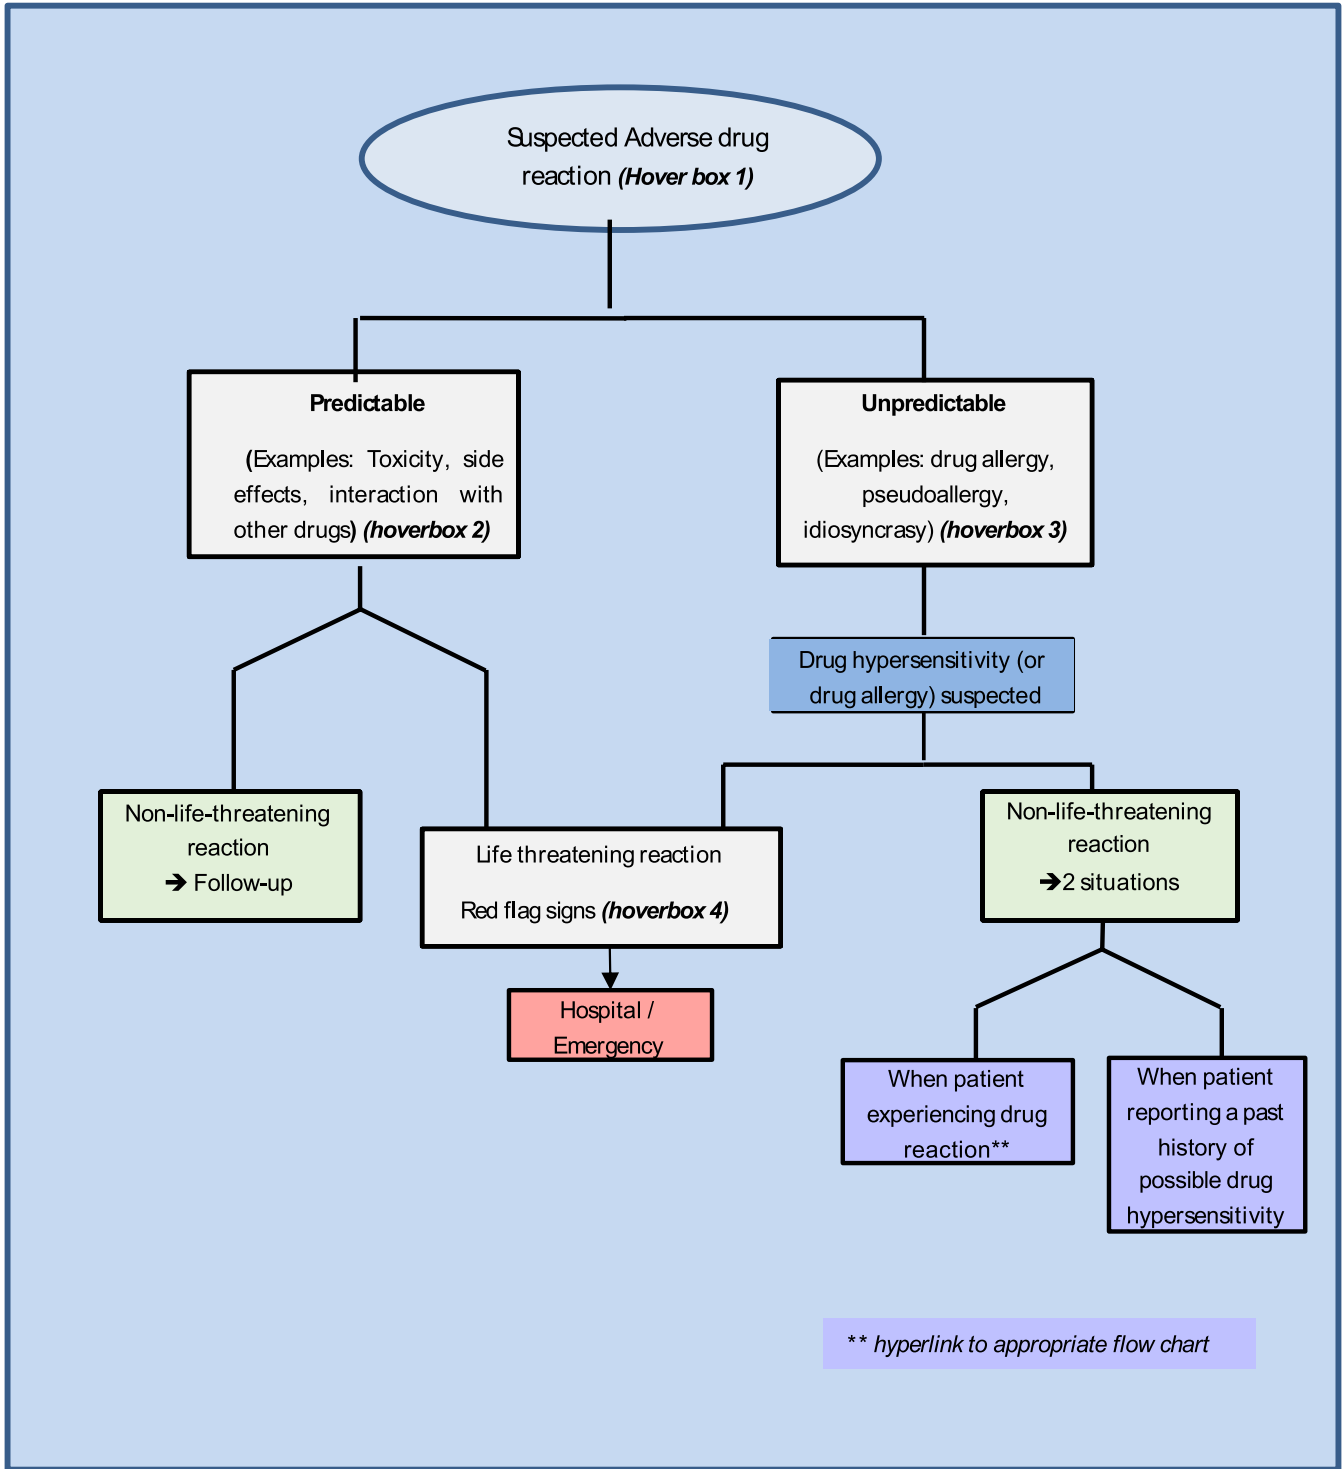 Suspected Adverse drug
reaction (Hover box 1)
Predictable
(Examples: Toxicity, side
effects, interaction with
other drugs) (hoverbox 2)
Unpredictable
(Examples: drug allergy,
pseudoallergy,
idiosyncrasy) (hoverbox 3)
Drug hypersensitivity (or
drug allergy) suspected
Non-life-threatening
reaction
➔ Follow-up
Life threatening reaction
Red flag signs (hoverbox 4)
Non-life-threatening
reaction
➔2 situations
Hospital /
Emergency
When patient
experiencing drug
reaction**
When patient
reporting a past
history of
possible drug
hypersensitivity
** hyperlink to appropriate flow chart